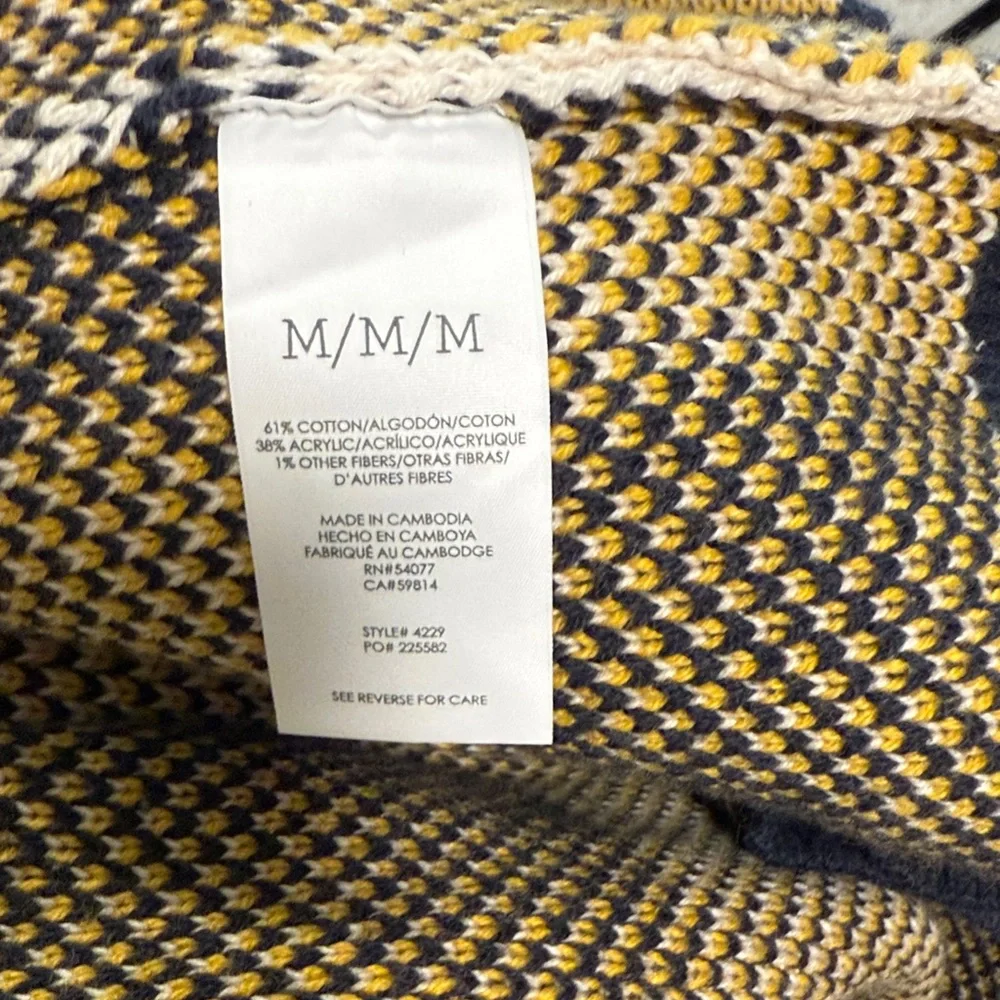 M/M/M
61% COTTON/ALGODÓN/COTON
38% ACRYLIC/ACRÍLICO/ACRYLIQUE
1% OTHER FIBERS/OTRAS FIBRAS/
D'AUTRES FIBRES
MADE IN CAMBODIA
HECHO EN CAMBOYA
FABRIQUÉ AU CAMBODGE
RN#54077
CA#59814
STYLE# 4229
PO# 225582
SEE REVERSE FOR CARE